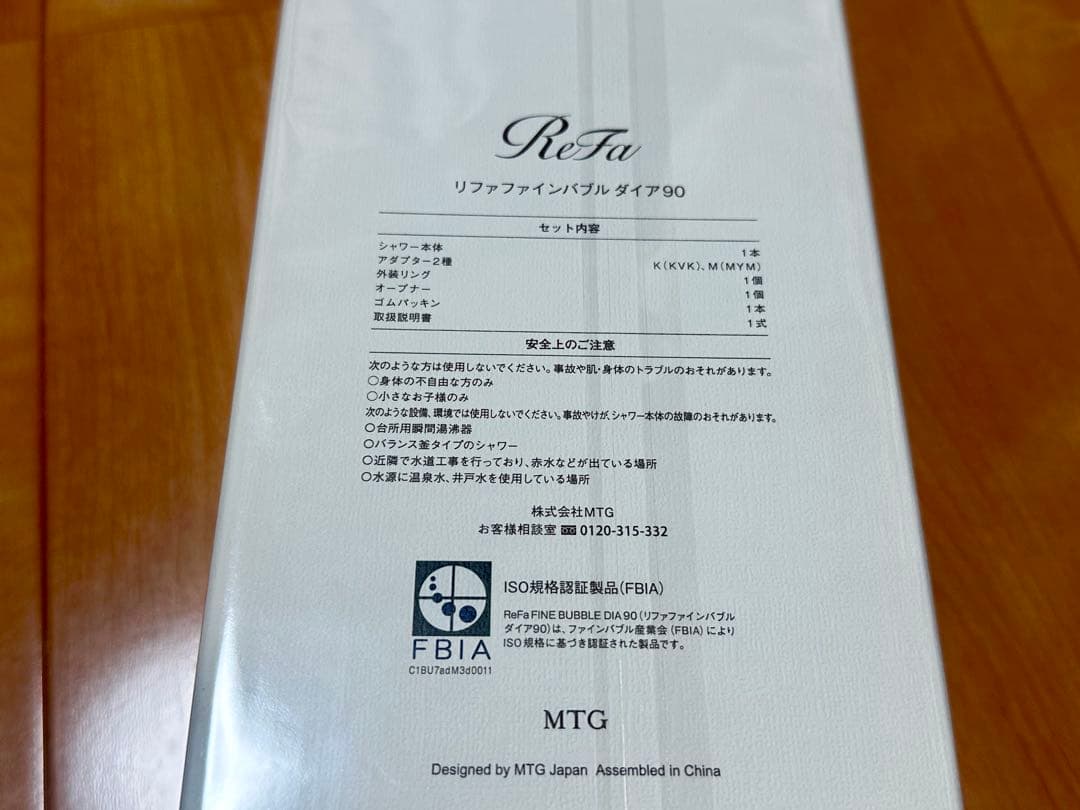 ReFa
リファファインバブル ダイア90
セット内容
シャワー本体 1本
アダプター2種 K(KVK)、M(MYM)
外装リング 1個
オープナー 1個
ゴムパッキン 1本
取扱説明書 1式
安全上のご注意
次のような方は使用しないでください。事故や肌・身体のトラブルのおそれがあります。
○身体の不自由な方のみ
○小さなお子様のみ
次のような設備、環境では使用しないでください。事故やけが、シャワー本体の故障のおそれがあります。
○台所用瞬間湯沸器
○バランス釜タイプのシャワー
○近隣で水道工事を行っており、赤水などが出ている場所
○水源に温泉水、井戸水を使用している場所
株式会社MTG
お客様相談室 0120-315-332
ISO規格認証製品(FBIA)
ReFa FINE BUBBLE DIA 90(リファファインバブル
ダイア90)は、ファインバブル産業会(FBIA)により
ISO規格に基づき認証された製品です。
FBIA
C1BU7adM3d0011
MTG
Designed by MTG Japan Assembled in China